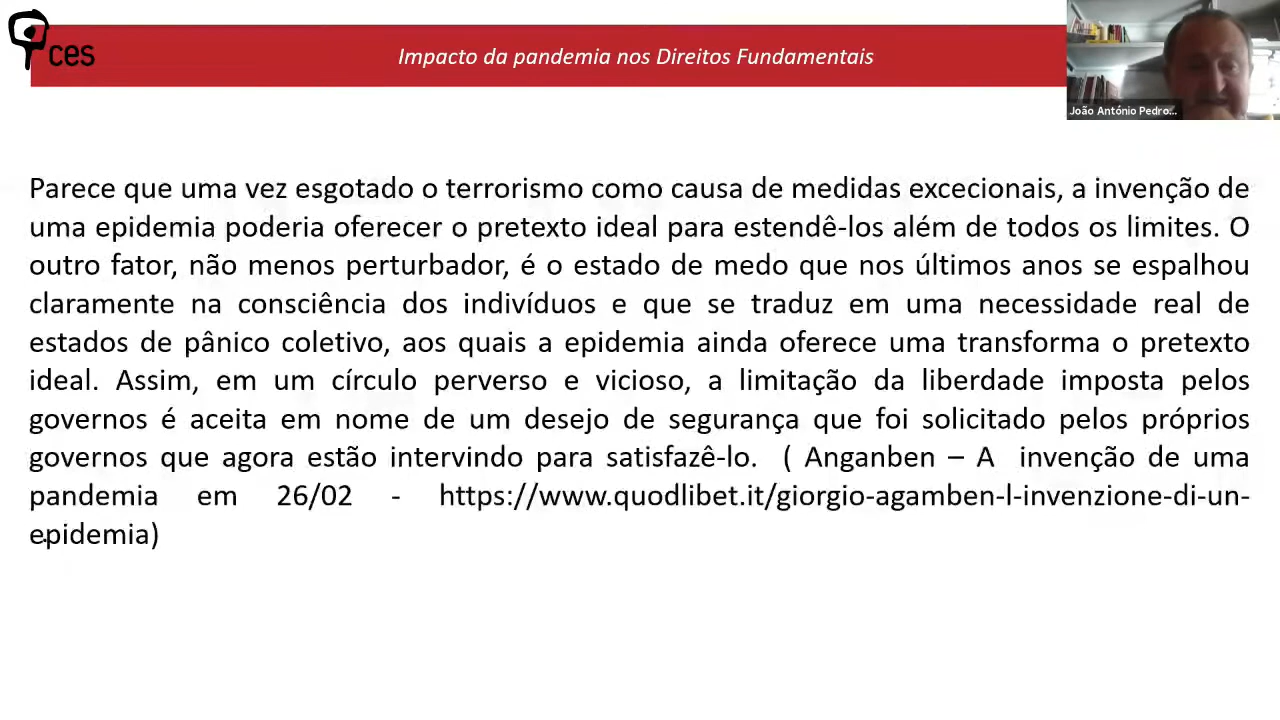 ces
Impacto da pandemia nos Direitos Fundamentais
João António Pedro...
Parece que uma vez esgotado o terrorismo como causa de medidas excecionais, a invenção de
uma epidemia poderia oferecer o pretexto ideal para estendê-los além de todos os limites. O
outro fator, não menos perturbador, é o estado de medo que nos últimos anos se espalhou
claramente na consciência dos indivíduos e que se traduz em uma necessidade real de
estados de pânico coletivo, aos quais a epidemia ainda oferece uma transforma o pretexto
ideal. Assim, em um círculo perverso e vicioso, a limitação da liberdade imposta pelos
governos é aceita em nome de um desejo de segurança que foi solicitado pelos próprios
governos que agora estão intervindo para satisfazê-lo. ( Anganben – A invenção de uma
pandemia em 26/02 - https://www.quodlibet.it/giorgio-agamben-l-invenzione-di-un-
epidemia)